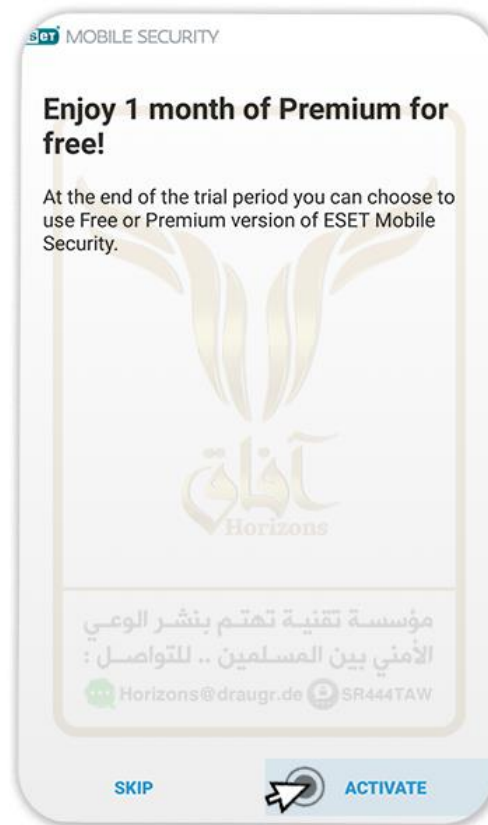 eset MOBILE SECURITY
Enjoy 1 month of Premium for
free!
At the end of the trial period you can choose to
use Free or Premium version of ESET Mobile
Security.
آفاق
Horizons
مؤسسة تقنية تهتم بنشر الوعي
الأمني بين المسلمين .. للتواصل :
Horizons@draugr.de SR444TAW
SKIP ACTIVATE